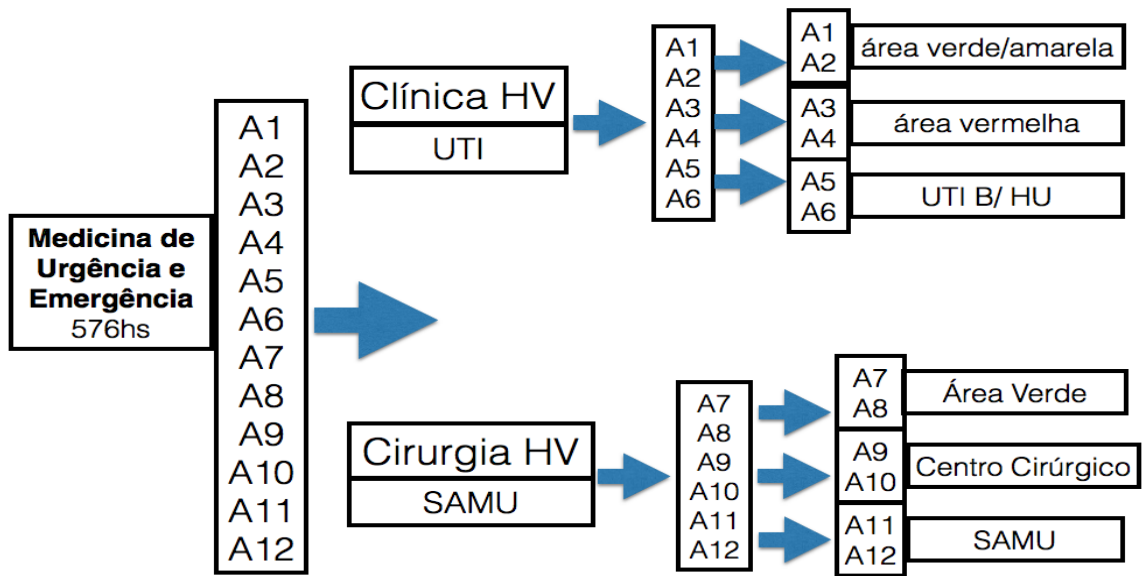 Medicina de
Urgência e
Emergência
576hs
A1
A2
A3
A4
A5
A6
A7
A8
A9
A10
A11
A12
Clínica HV
UTI
A1
A2
A3
A4
A5
A6
A1
A2
área verde/amarela
A3
A4
área vermelha
A5
A6
UTI B/ HU
Cirurgia HV
SAMU
A7
A8
A9
A10
A11
A12
A7
A8
Área Verde
A9
A10
Centro Cirúrgico
A11
A12
SAMU